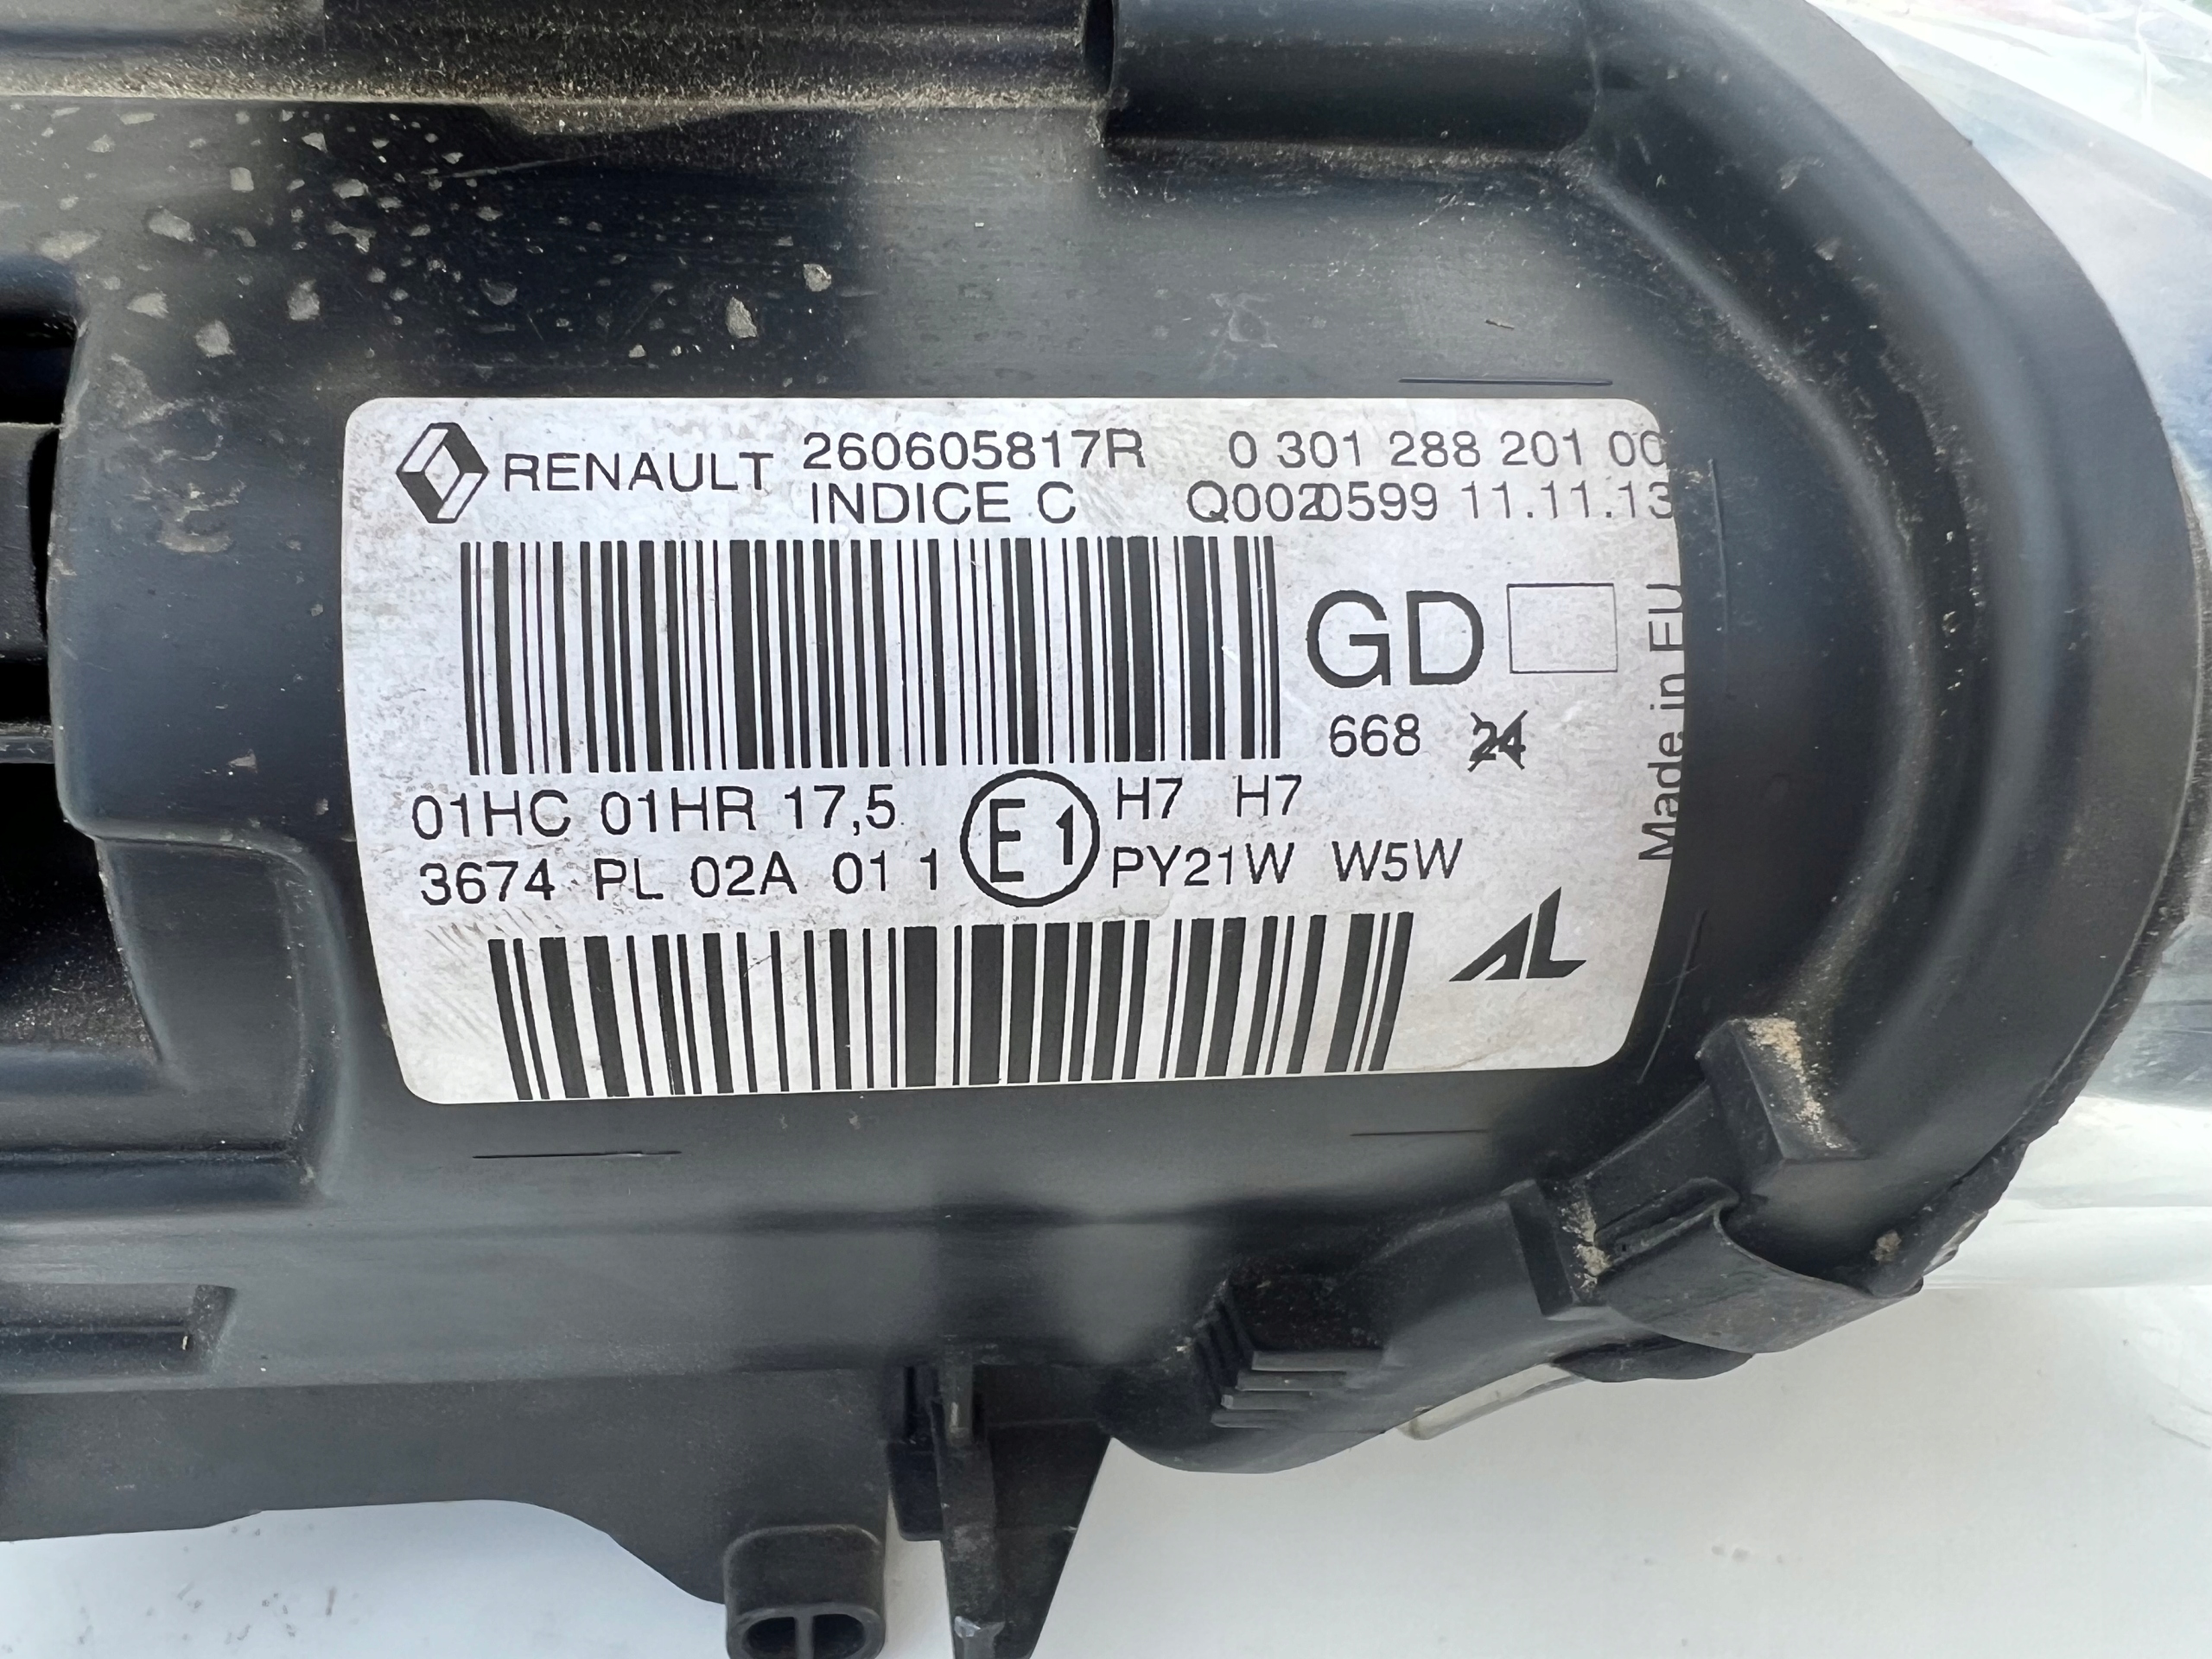 RENAULT 260605817R 0 301 288 201 00
INDICE C Q0020599 11.11.13
GD
668 24
Made in EU
01HC 01HR 17,5 E1 H7 H7
3674 PL 02A 01 1 PY21W W5W
AL